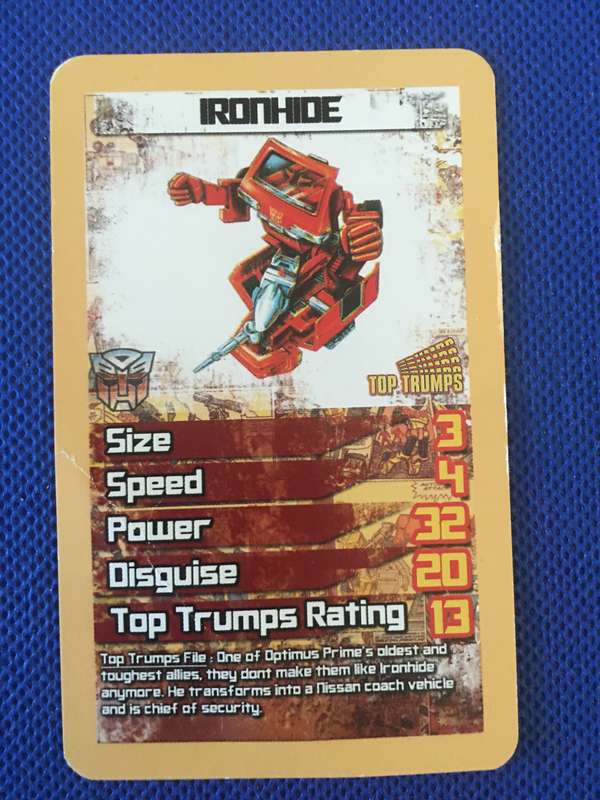 IRONHIDE
TOP TRUMPS
Size 3
Speed 4
Power 32
Disguise 20
Top Trumps Rating 13
Top Trumps File : One of Optimus Prime's oldest and
toughest allies, they dont make them like Ironhide
anymore. He transforms into a Nissan coach vehicle
and is chief of security.